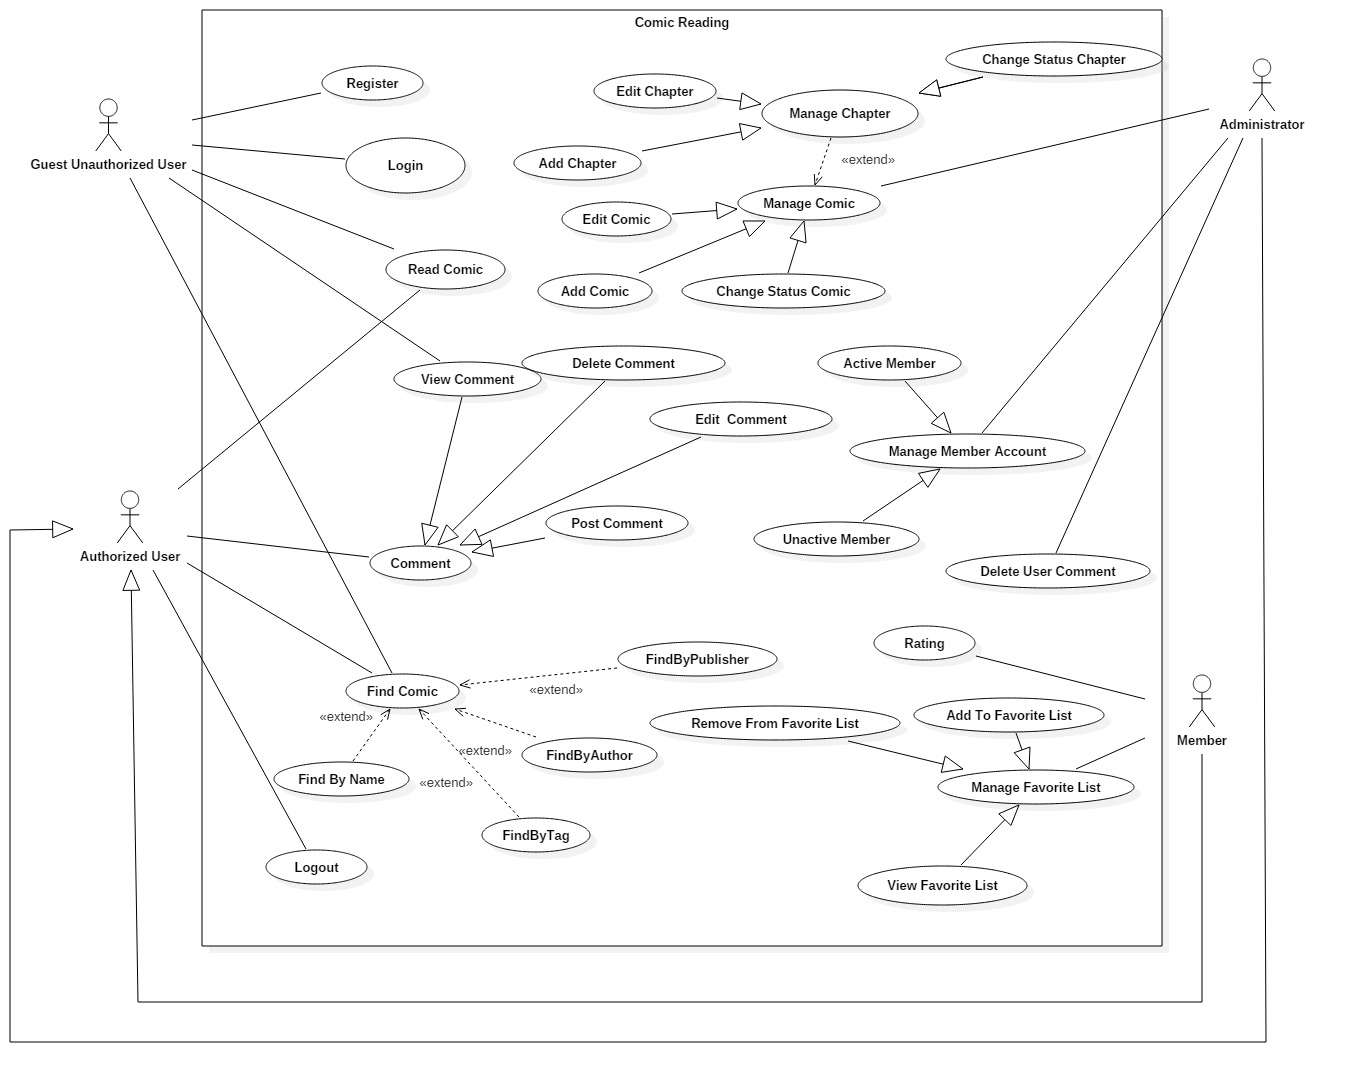 Comic Reading
Change Status Chapter
Register
Edit Chapter
Manage Chapter
Administrator
Guest Unauthorized User
Login
Add Chapter
«extend»
Manage Comic
Edit Comic
Read Comic
Add Comic
Change Status Comic
View Comment
Delete Comment
Active Member
Edit  Comment
Manage Member Account
Post Comment
Unactive Member
Authorized User
Comment
Delete User Comment
Rating
FindByPublisher
Find Comic
«extend»
«extend»
Remove From Favorite List
Add To Favorite List
Member
«extend»
FindByAuthor
Find By Name
«extend»
Manage Favorite List
FindByTag
Logout
View Favorite List